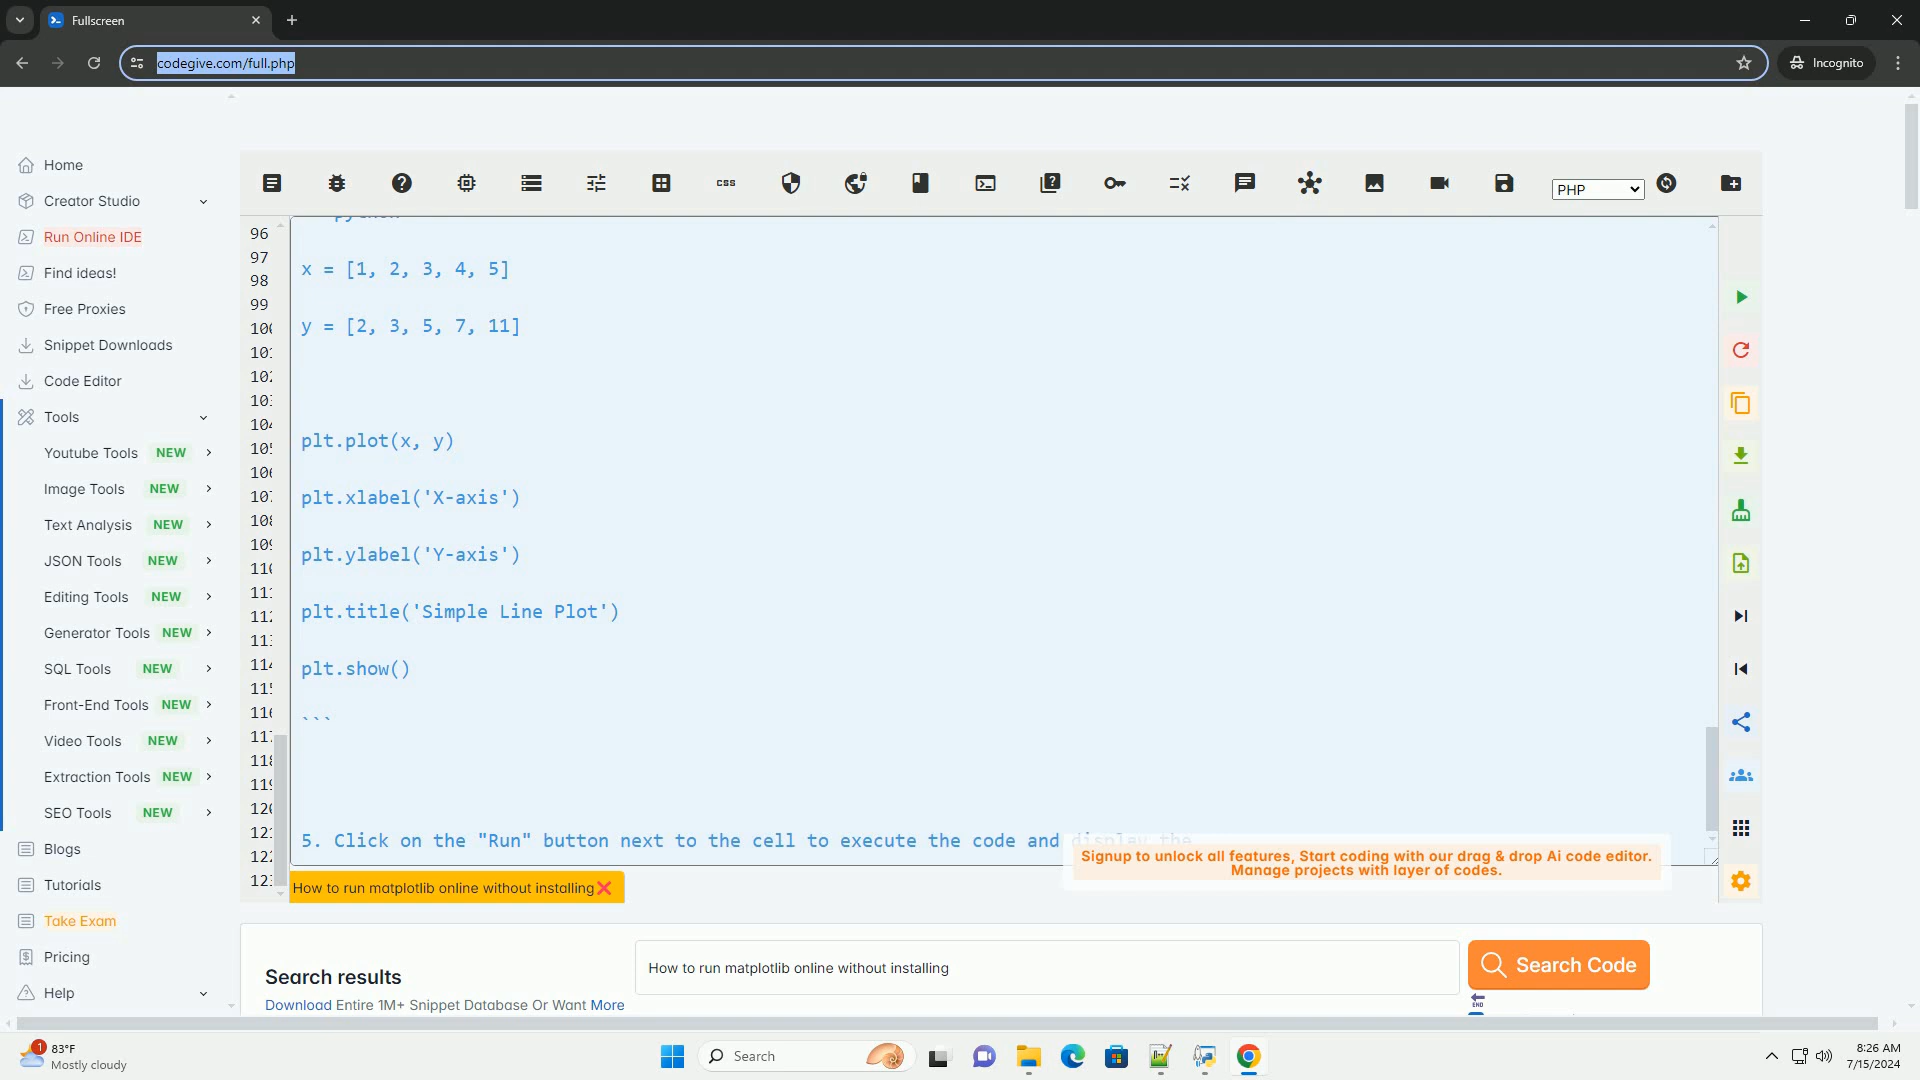 Fullscreen
codegive.com/full.php
Incognito
Home
Creator Studio
Run Online IDE
Find ideas!
Free Proxies
Snippet Downloads
Code Editor
Tools
Youtube Tools NEW
Image Tools NEW
Text Analysis NEW
JSON Tools NEW
Editing Tools NEW
Generator Tools NEW
SQL Tools NEW
Front-End Tools NEW
Video Tools NEW
Extraction Tools NEW
SEO Tools NEW
Blogs
Tutorials
Take Exam
Pricing
Help
css
PHP
96
97
98
99
x = [1, 2, 3, 4, 5]
y = [2, 3, 5, 7, 11]
plt.plot(x, y)
plt.xlabel('X-axis')
plt.ylabel('Y-axis')
plt.title('Simple Line Plot')
plt.show()
```
5. Click on the "Run" button next to the cell to execute the code and display the
Signup to unlock all features, Start coding with our drag & drop Ai code editor.
Manage projects with layer of codes.
How to run matplotlib online without installing
Search results
How to run matplotlib online without installing
Search Code
Download Entire 1M+ Snippet Database Or Want More
END
1
83°F
Mostly cloudy
Search
8:26 AM
7/15/2024